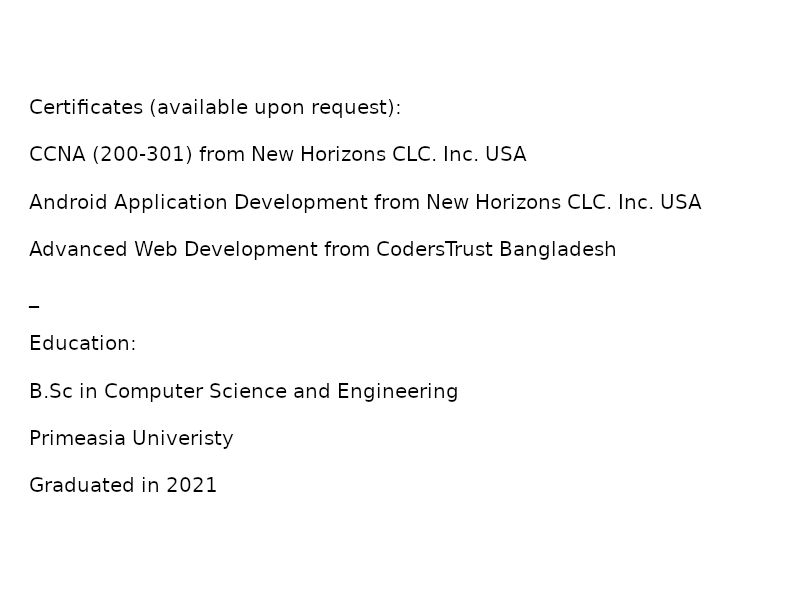 Certificates (available upon request):
CCNA (200-301) from New Horizons CLC. Inc. USA
Android Application Development from New Horizons CLC. Inc. USA
Advanced Web Development from CodersTrust Bangladesh
_
Education:
B.Sc in Computer Science and Engineering
Primeasia Univeristy
Graduated in 2021